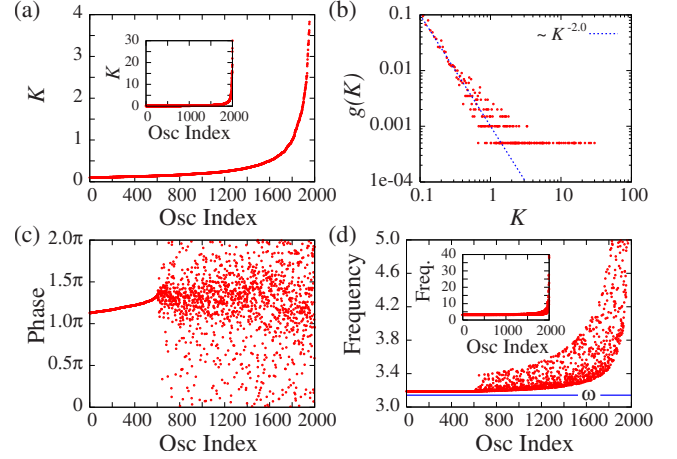 (a)
4
3
2
1
0
K
30
15
0
K
0 1000 2000
Osc Index
0 400 800 1200 1600 2000
Osc Index
(b)
0.1
0.01
0.001
1e-04
g(K)
~ K^-2.0
0.1 1 10 100
K
(c)
2.0π
1.5π
1.0π
0.5π
0
Phase
0 400 800 1200 1600 2000
Osc Index
(d)
5.0
4.6
4.2
3.8
3.4
3.0
Frequency
40
30
20
10
0
Freq.
0 1000 2000
Osc Index
ω
0 400 800 1200 1600 2000
Osc Index